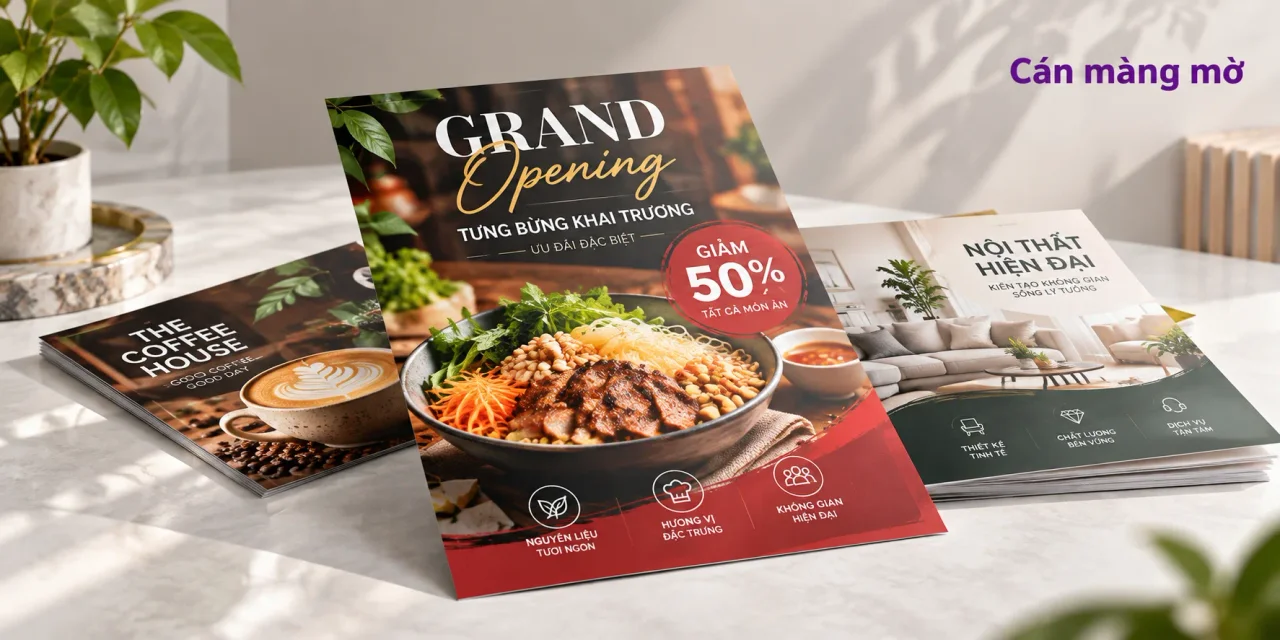 Cán màng mờ
GRAND
Opening
TƯNG BỪNG KHAI TRƯƠNG
ƯU ĐÃI ĐẶC BIỆT
GIẢM
50%
TẤT CẢ MÓN ĂN
NGUYÊN LIỆU
TƯƠI NGON
HƯƠNG VỊ
ĐẶC TRƯNG
KHÔNG GIAN
HIỆN ĐẠI
THE
COFFEE
HOUSE
GOOD COFFEE
GOOD DAY
NỘI THẤT
HIỆN ĐẠI
KIẾN TẠO KHÔNG GIAN
SỐNG LÝ TƯỞNG
THIẾT KẾ
TINH TẾ
CHẤT LƯỢNG
BỀN VỮNG
DỊCH VỤ
TẬN TÂM